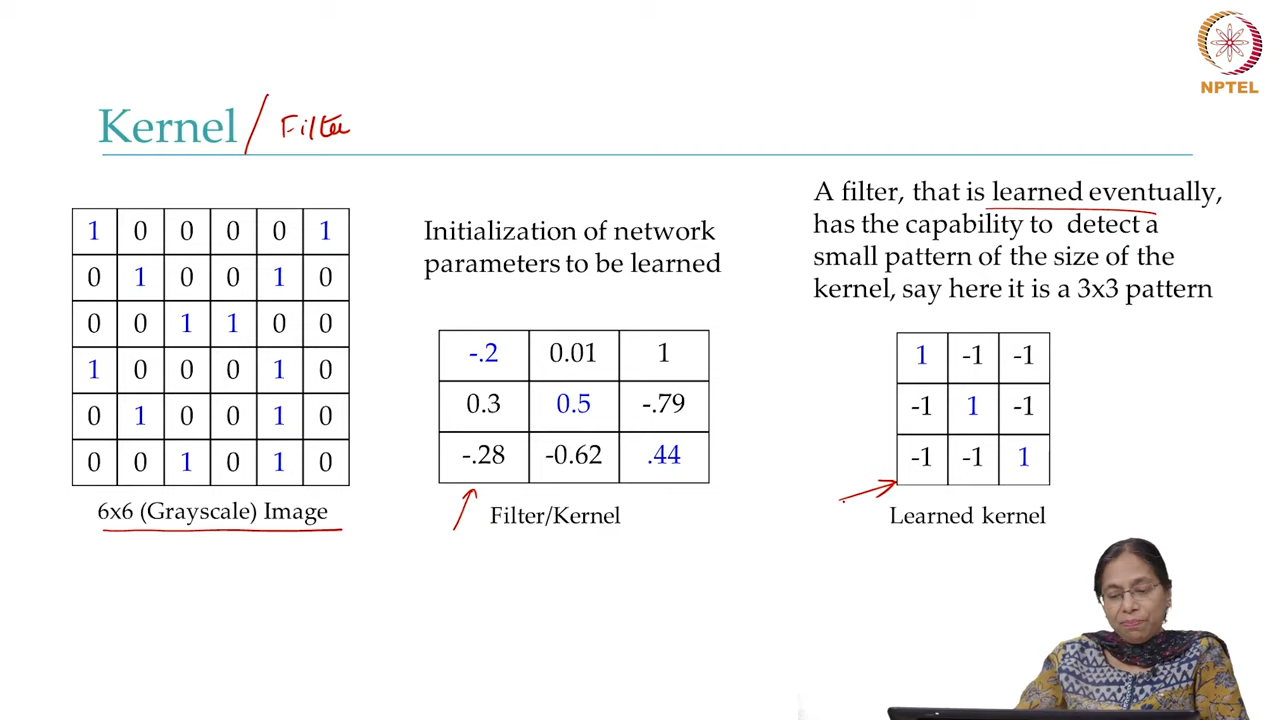 NPTEL
Kernel / Filter
1 0 0 0 0 1
0 1 0 0 1 0
0 0 1 1 0 0
1 0 0 0 1 0
0 1 0 0 1 0
0 0 1 0 1 0
6x6 (Grayscale) Image
Initialization of network
parameters to be learned
-.2 0.01 1
0.3 0.5 -.79
-.28 -0.62 .44
Filter/Kernel
A filter, that is learned eventually,
has the capability to detect a
small pattern of the size of the
kernel, say here it is a 3x3 pattern
1 -1 -1
-1 1 -1
-1 -1 1
Learned kernel